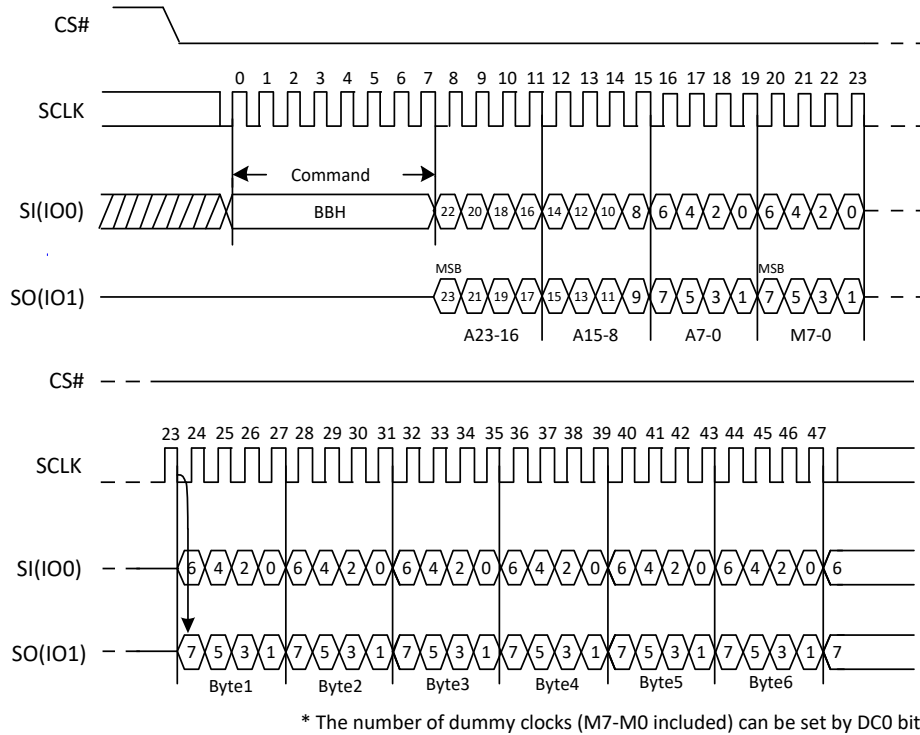 CS#
0 1 2 3 4 5 6 7 8 9 10 11 12 13 14 15 16 17 18 19 20 21 22 23
SCLK
Command
SI(IO0) BBH 22 20 18 16 14 12 10 8 6 4 2 0 6 4 2 0
MSB MSB
SO(IO1) 23 21 19 17 15 13 11 9 7 5 3 1 7 5 3 1
A23-16 A15-8 A7-0 M7-0
CS#
23 24 25 26 27 28 29 30 31 32 33 34 35 36 37 38 39 40 41 42 43 44 45 46 47
SCLK
SI(IO0) 6 4 2 0 6 4 2 0 6 4 2 0 6 4 2 0 6 4 2 0 6 4 2 0 6
SO(IO1) 7 5 3 1 7 5 3 1 7 5 3 1 7 5 3 1 7 5 3 1 7 5 3 1 7
Byte1 Byte2 Byte3 Byte4 Byte5 Byte6
* The number of dummy clocks (M7-M0 included) can be set by DC0 bit